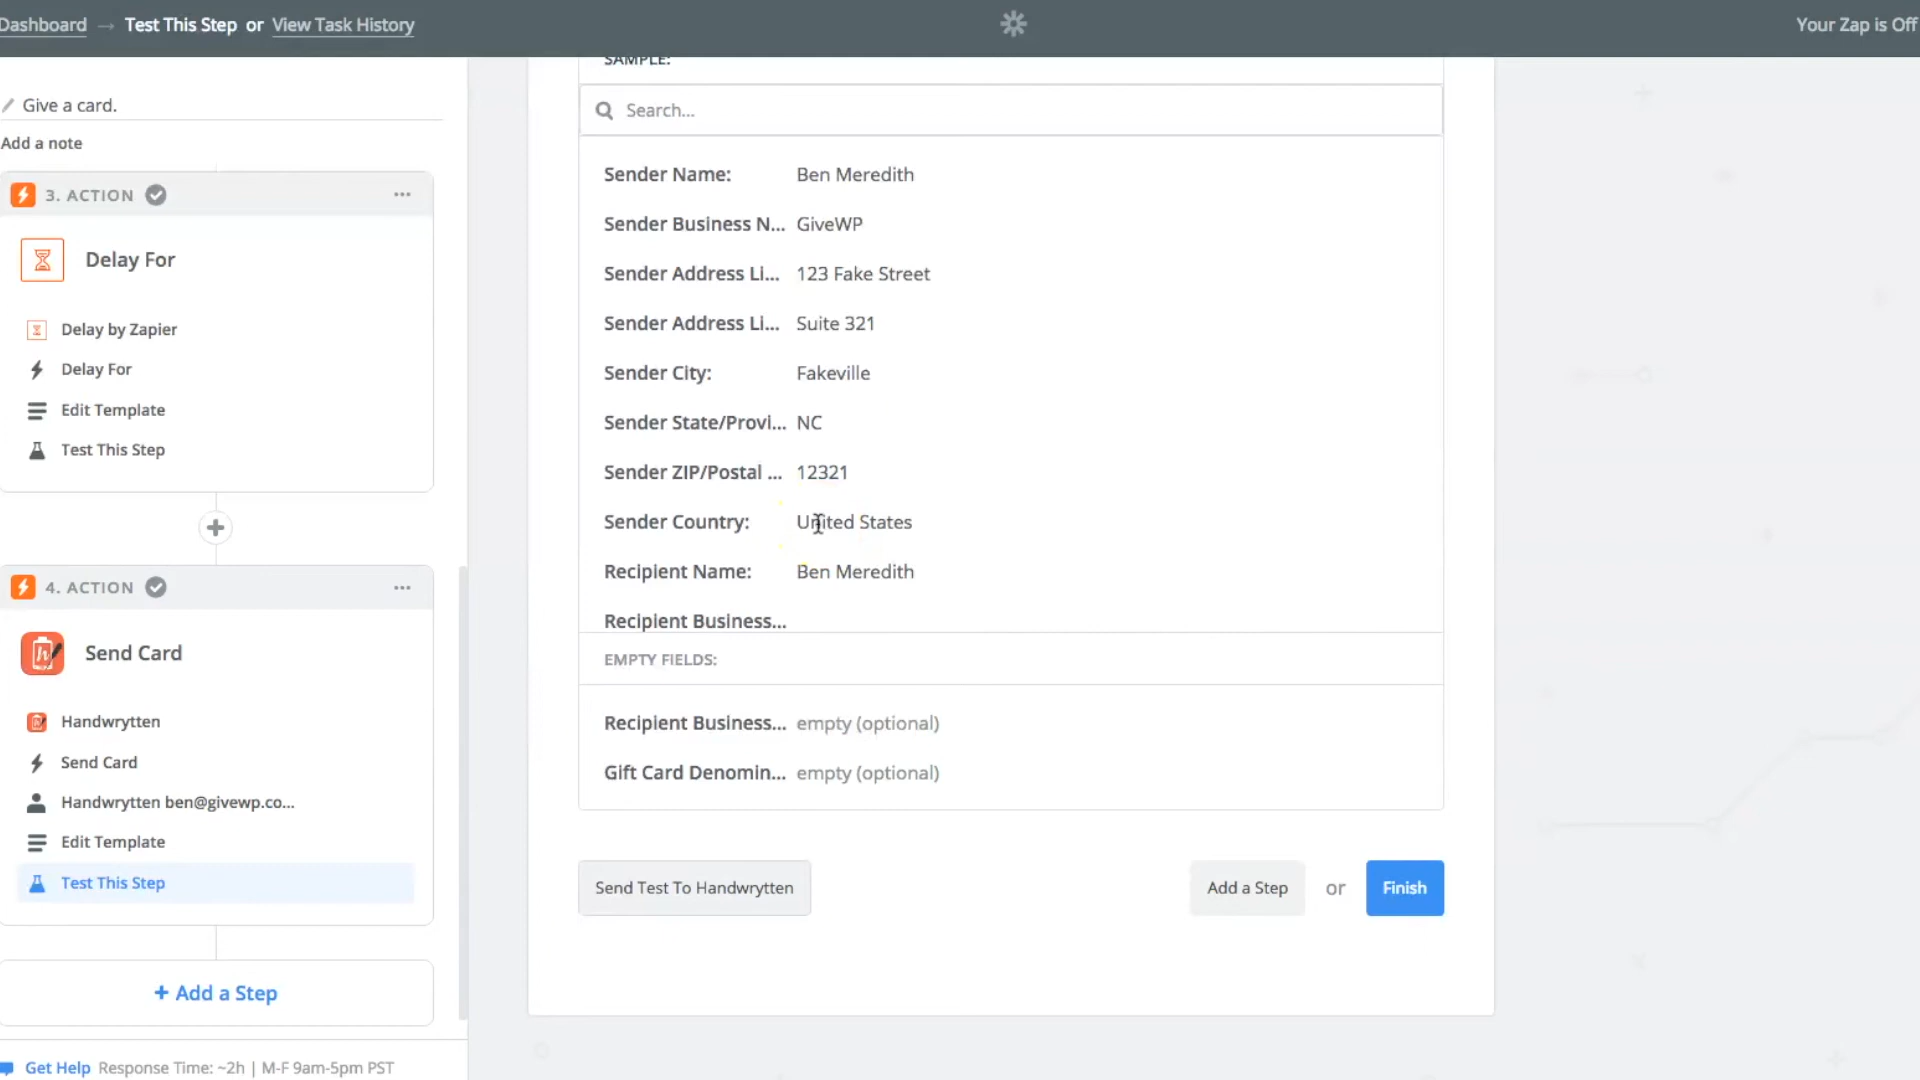 Dashboard → Test This Step or View Task History
Your Zap is Off
Give a card.
Add a note
3. ACTION
Delay For
Delay by Zapier
Delay For
Edit Template
Test This Step
4. ACTION
Send Card
Handwrytten
Send Card
Handwrytten ben@givewp.co...
Edit Template
Test This Step
+ Add a Step
Get Help Response Time: ~2h | M-F 9am-5pm PST
SAMPLE:
Search...
Sender Name: Ben Meredith
Sender Business N... GiveWP
Sender Address Li... 123 Fake Street
Sender Address Li... Suite 321
Sender City: Fakeville
Sender State/Provi... NC
Sender ZIP/Postal ... 12321
Sender Country: United States
Recipient Name: Ben Meredith
Recipient Business...
EMPTY FIELDS:
Recipient Business... empty (optional)
Gift Card Denomin... empty (optional)
Send Test To Handwrytten
Add a Step or Finish